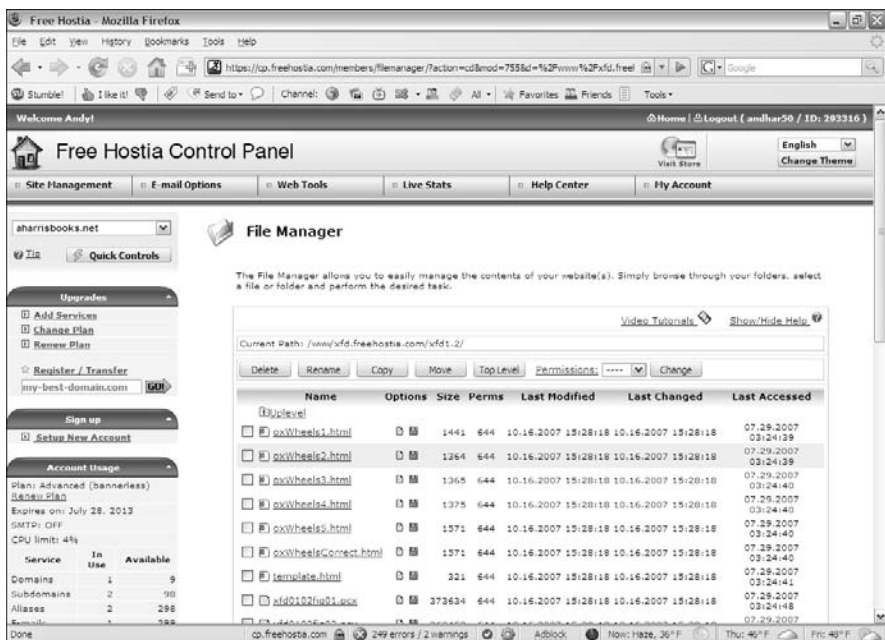 Free Hostia - Mozilla Firefox
File Edit View History Bookmarks Tools Help
https://cp.freehostia.com/members/filemanager/?action=cd&mod=755&d=%2Fwww%2Fxfd.freel
Google
Stumble! I like it! Send to Channel: All Favorites Friends Tools
Welcome Andy!
Home | Logout ( andhar50 / ID: 293316 )
Free Hostia Control Panel
Visit Store
English
Change Theme
Site Management E-mail Options Web Tools Live Stats Help Center My Account
aharrisbooks.net
Tip Quick Controls
Upgrades
Add Services
Change Plan
Renew Plan
Register / Transfer
my-best-domain.com GO!
Sign up
Setup New Account
Account Usage
Plan: Advanced (bannerless)
Renew Plan
Expires on: July 28, 2013
SMTP: OFF
CPU limit: 4%
Service In Use Available
Domains 1 9
Subdomains 2 98
Aliases 2 298
E-mails 298
File Manager
The File Manager allows you to easily manage the contents of your website(s). Simply browse through your folders, select
a file or folder and perform the desired task.
Video Tutorials Show/Hide Help
Current Path: /www/xfd.freehostia.com/xfd1.2/
Delete Rename Copy Move Top Level Permissions: ---- Change
Name Options Size Perms Last Modified Last Changed Last Accessed
Uplevel
oxWheels1.html 1441 644 10.16.2007 15:28:18 10.16.2007 15:28:18 07.29.2007 03:24:39
oxWheels2.html 1364 644 10.16.2007 15:28:18 10.16.2007 15:28:18 07.29.2007 03:24:39
oxWheels3.html 1365 644 10.16.2007 15:28:18 10.16.2007 15:28:18 07.29.2007 03:24:40
oxWheels4.html 1375 644 10.16.2007 15:28:18 10.16.2007 15:28:18 07.29.2007 03:24:40
oxWheels5.html 1571 644 10.16.2007 15:28:18 10.16.2007 15:28:18 07.29.2007 03:24:40
oxWheelsCorrect.html 1571 644 10.16.2007 15:28:18 10.16.2007 15:28:18 07.29.2007 03:24:40
template.html 321 644 10.16.2007 15:28:18 10.16.2007 15:28:18 07.29.2007 03:24:41
xfd0102fig01.pcx 373634 644 10.16.2007 15:28:18 10.16.2007 15:28:18 07.29.2007 03:24:48
07.29.2007
Done cp.freehostia.com 249 errors / 2 warnings Adblock Now: Haze, 36° F Thu: 46° F Fri: 48° F